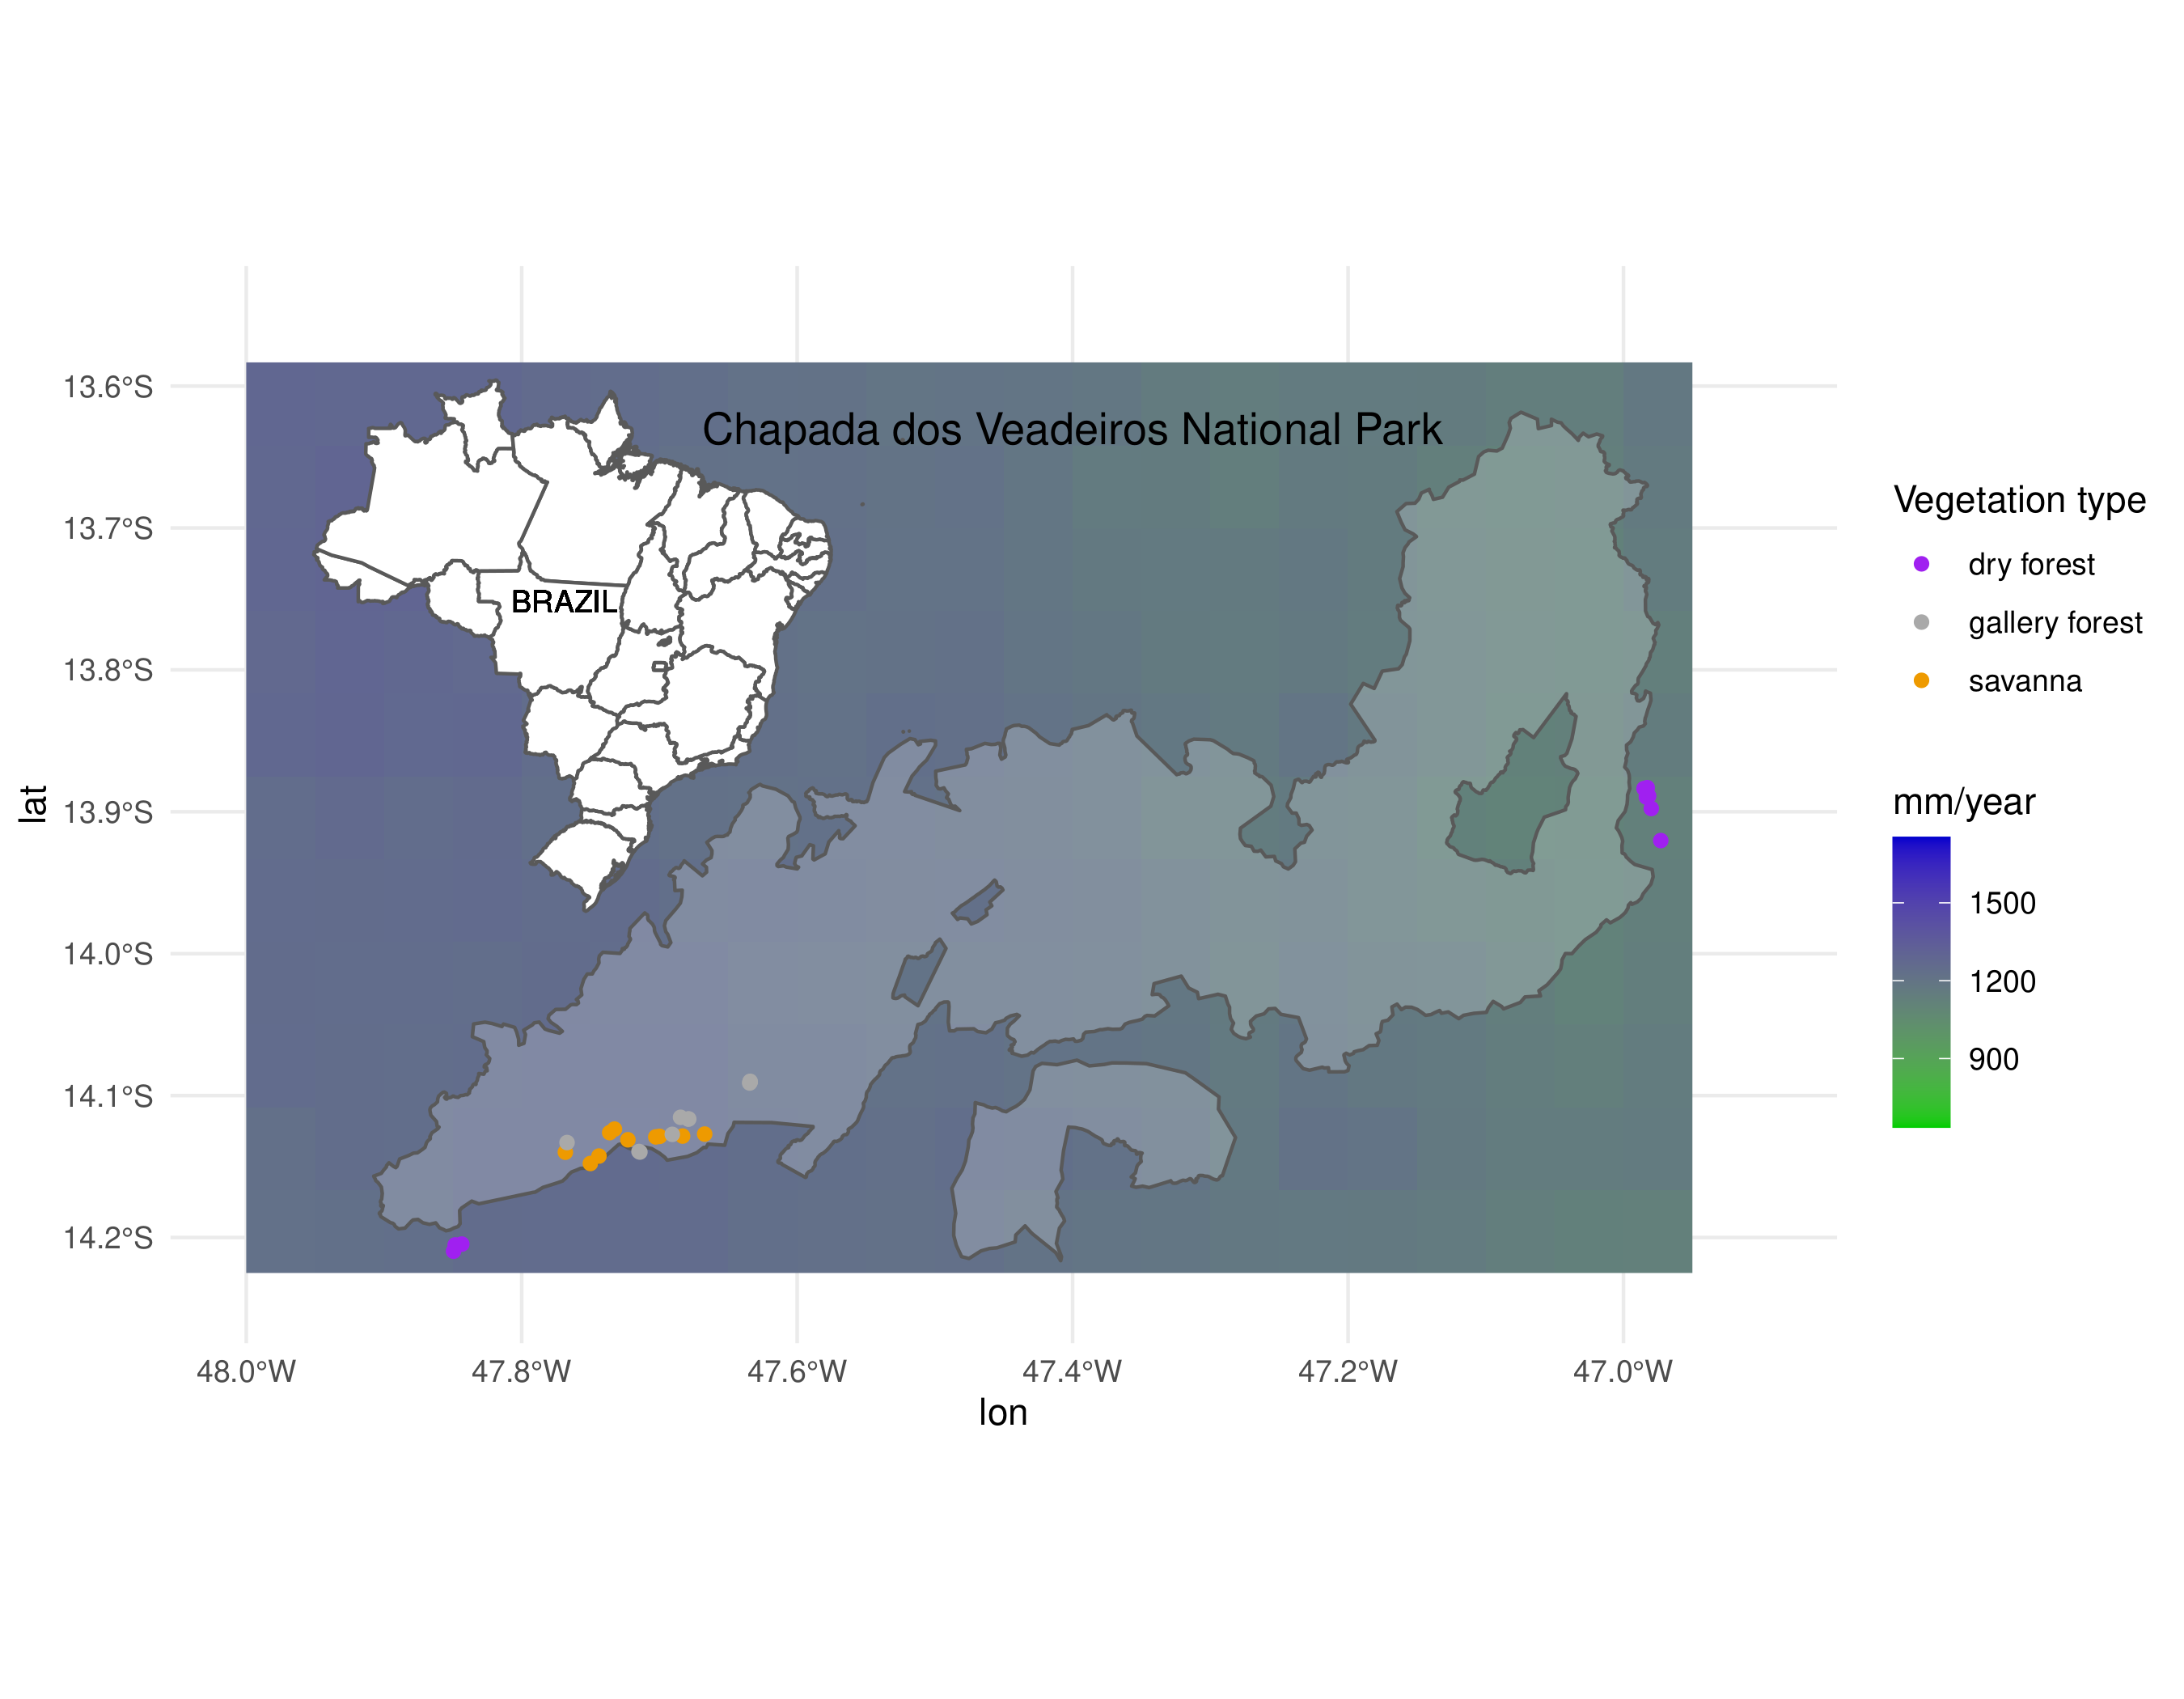 Chapada dos Veadeiros National Park
BRAZIL
lat
13.6°S
13.7°S
13.8°S
13.9°S
14.0°S
14.1°S
14.2°S
48.0°W
47.8°W
47.6°W
47.4°W
47.2°W
47.0°W
lon
Vegetation type
dry forest
gallery forest
savanna
mm/year
1500
1200
900